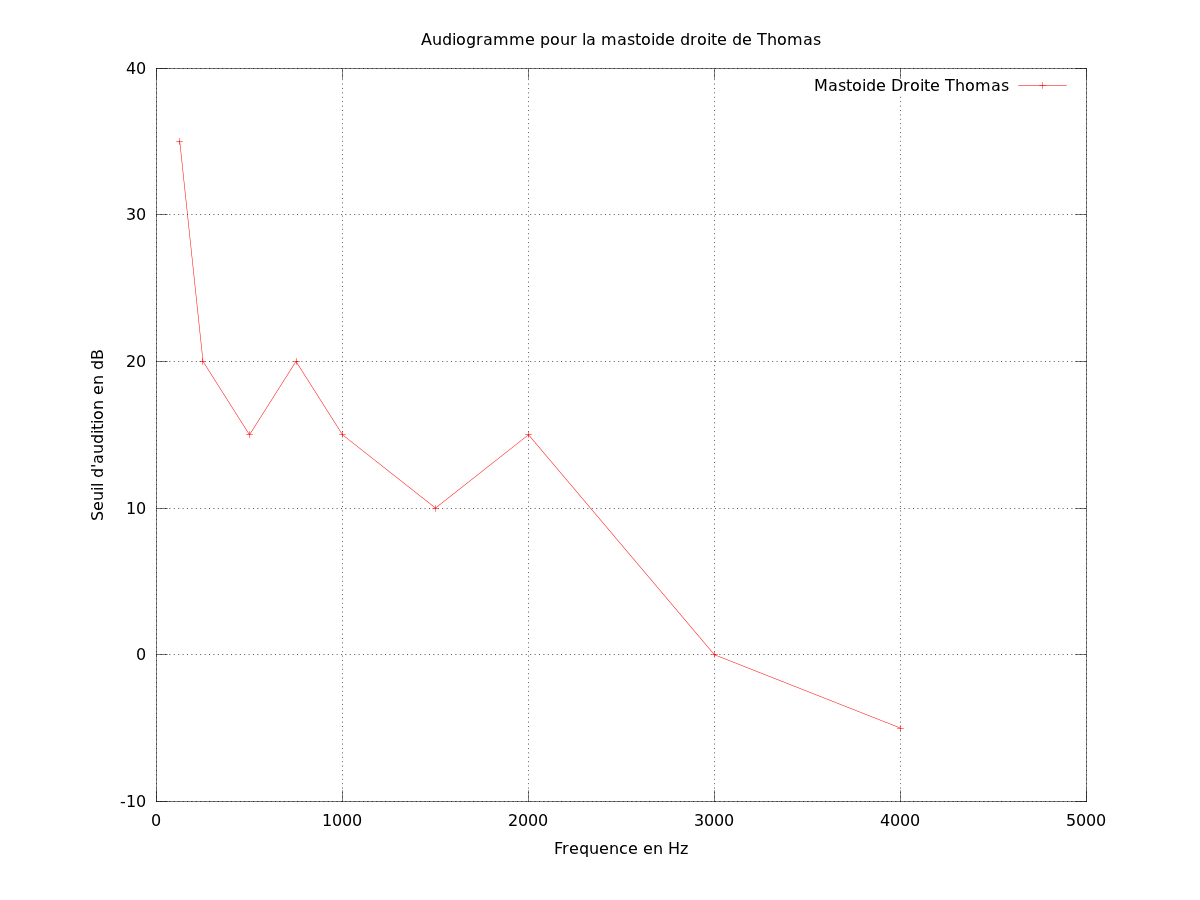 Audiogramme pour la mastoide droite de Thomas
Mastoide Droite Thomas
40
30
20
10
0
-10
Seuil d'audition en dB
0 1000 2000 3000 4000 5000
Frequence en Hz